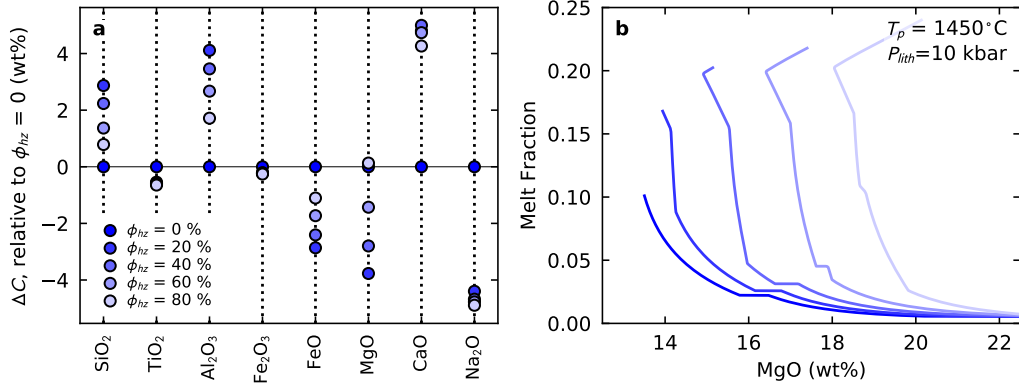 a
ΔC, relative to ϕhz = 0 (wt%)
4
2
0
−2
−4
ϕhz = 0 %
ϕhz = 20 %
ϕhz = 40 %
ϕhz = 60 %
ϕhz = 80 %
SiO₂
TiO₂
Al₂O₃
Fe₂O₃
FeO
MgO
CaO
Na₂O
b
Tp = 1450°C
Plith=10 kbar
Melt Fraction
0.25
0.20
0.15
0.10
0.05
0.00
14
16
18
20
22
MgO (wt%)